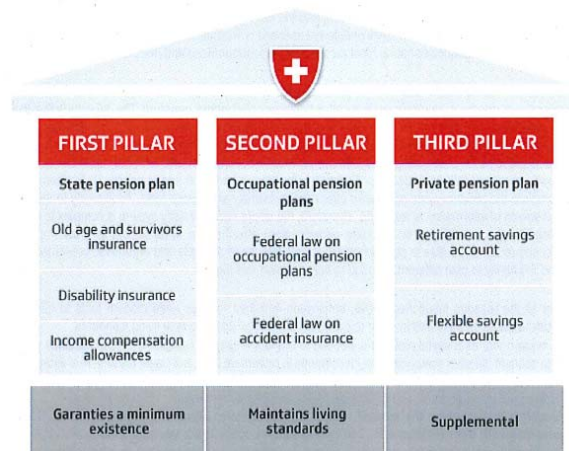 FIRST PILLAR
State pension plan
Old age and survivors
insurance
Disability insurance
Income compensation
allowances
Garanties a minimum
existence
SECOND PILLAR
Occupational pension
plans
Federal law on
occupational pension
plans
Federal law on
accident insurance
Maintains living
standards
THIRD PILLAR
Private pension plan
Retirement savings
account
Flexible savings
account
Supplemental